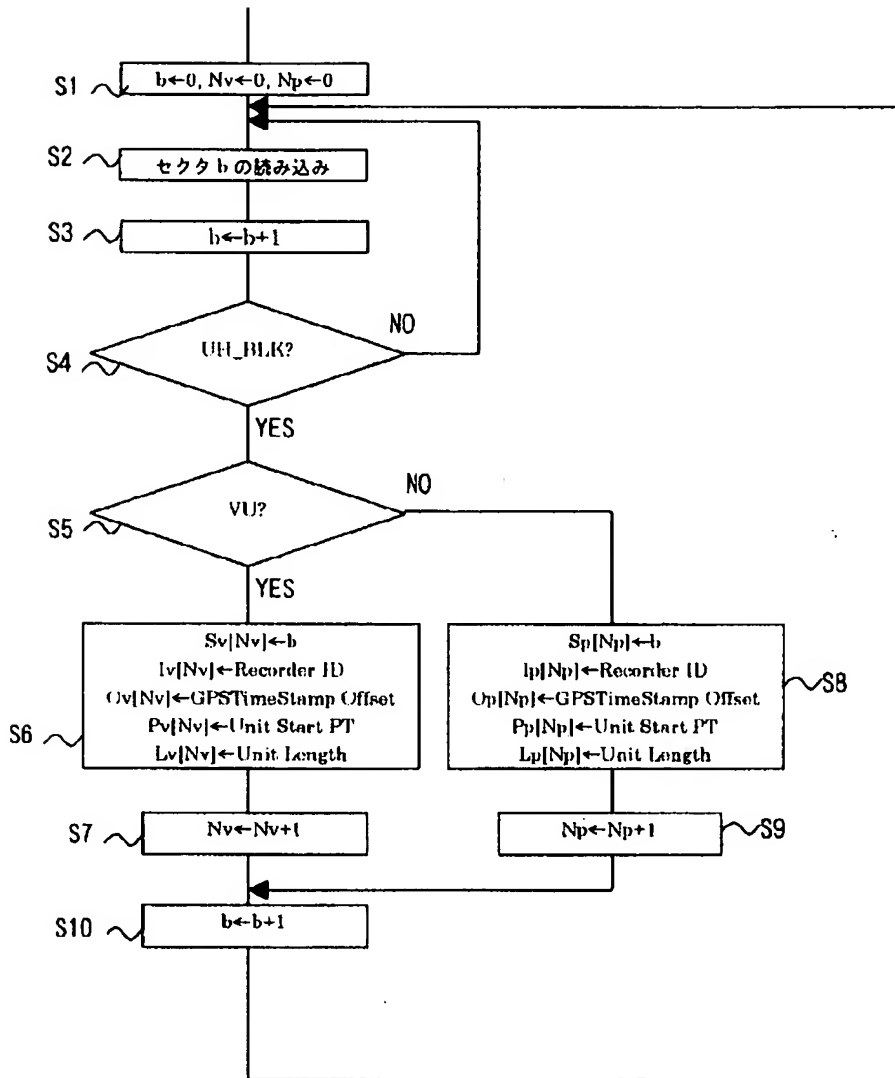 S1
b←0, Nv←0, Np←0
S2
セクタ b の読み込み
S3
b←b+1
S4
UH_BLK?
NO
YES
S5
VU?
NO
YES
S6
Sv[Nv]←b
Iv[Nv]←Recorder ID
Ov[Nv]←GPSTimeStamp Offset
Pv[Nv]←Unit Start PT
Lv[Nv]←Unit Length
Sp[Np]←b
Ip[Np]←Recorder ID
Op[Np]←GPSTimeStamp Offset
Pp[Np]←Unit Start PT
Lp[Np]←Unit Length
S8
S7
Nv←Nv+1
Np←Np+1
S9
S10
b←b+1